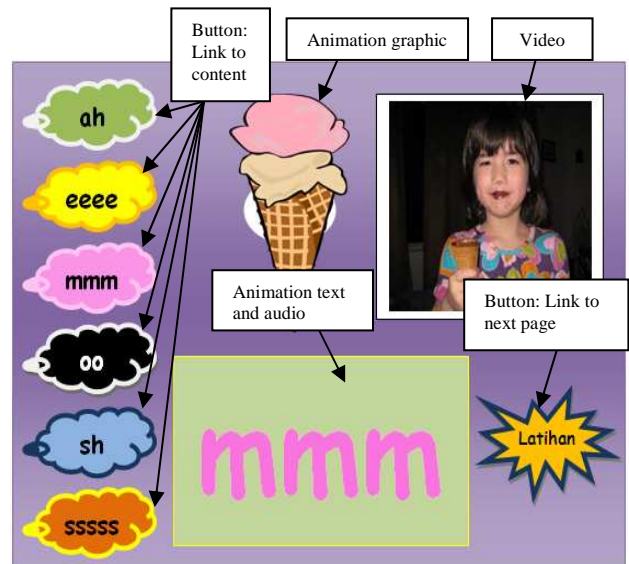 Button:
Link to
content
Animation graphic
Video
ah
eeee
mmm
oo
sh
sssss
Animation text
and audio
mmm
Button: Link to
next page
Latihan